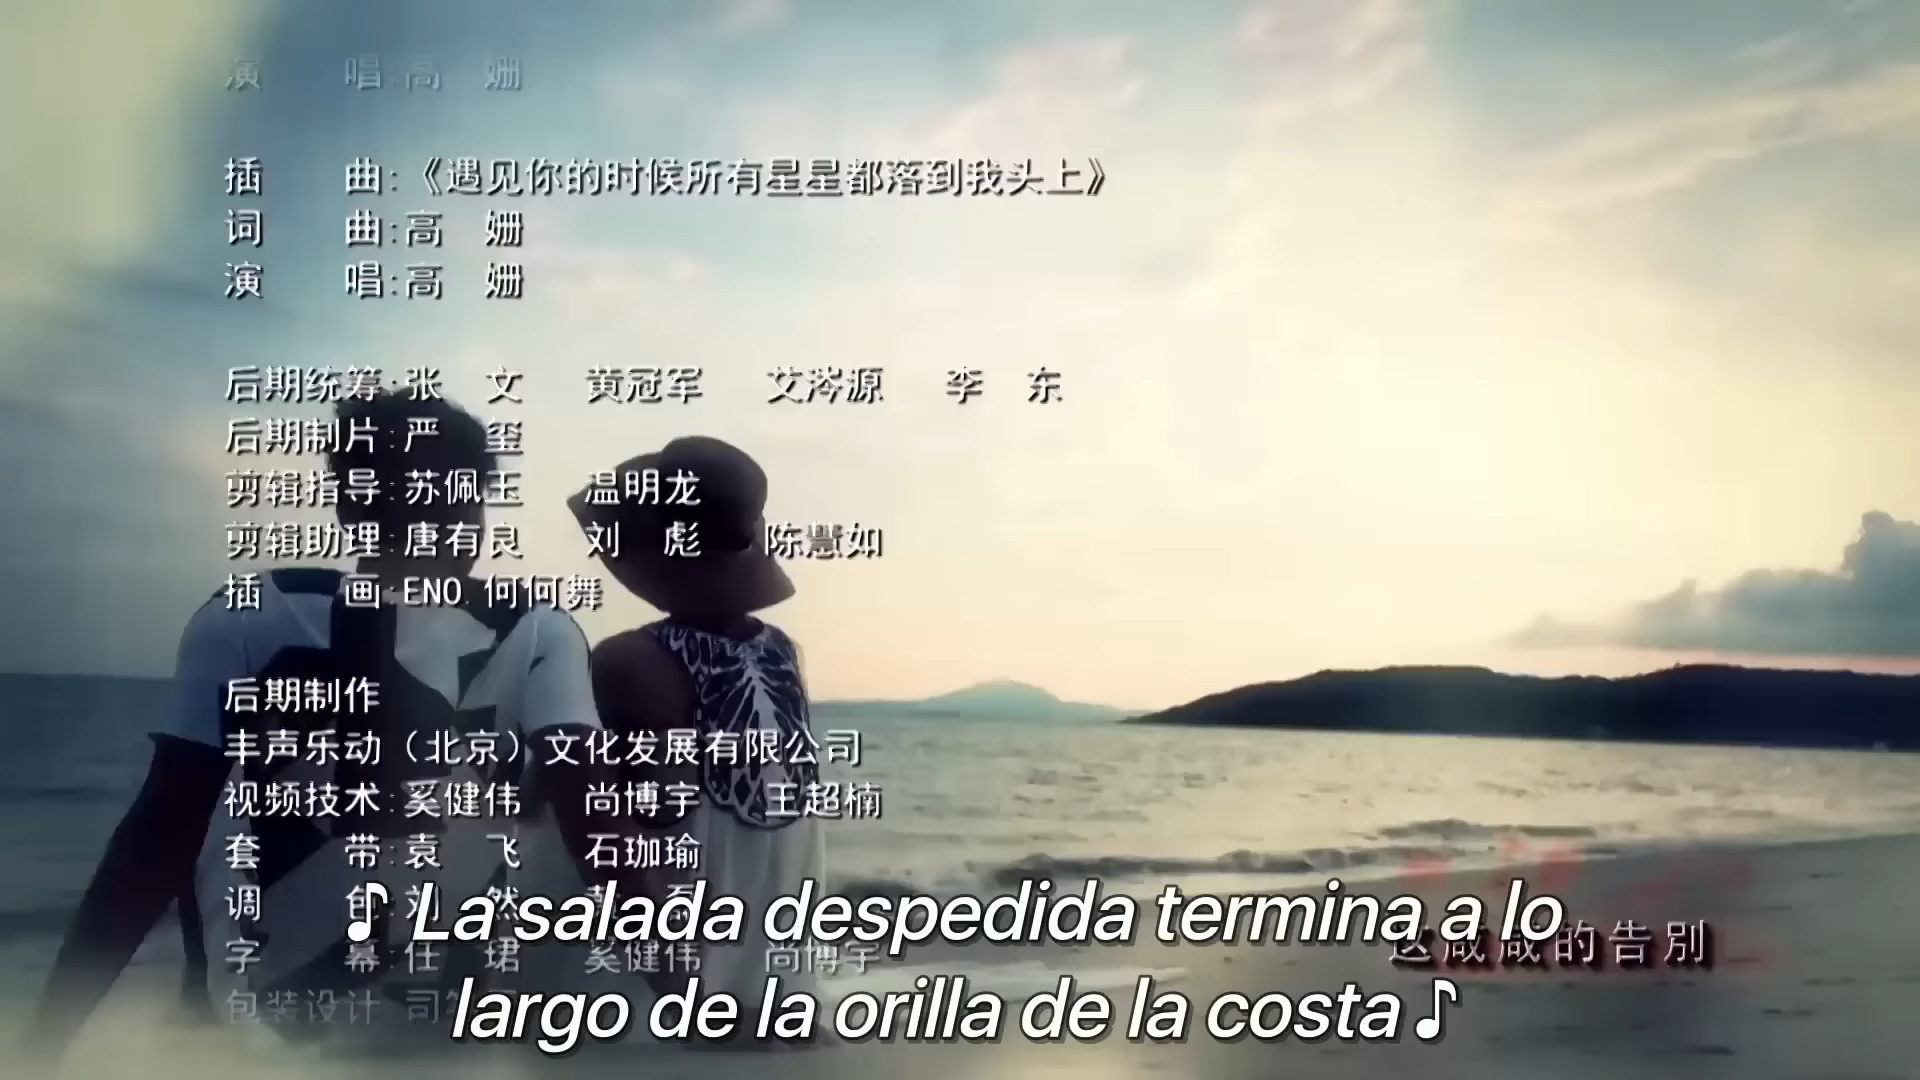 演 唱:高 姗
插 曲:《遇见你的时候所有星星都落到我头上》
词 曲:高 姗
演 唱:高 姗
后期统筹:张 文 黄冠军 艾涔源 李 东
后期制片:严 玺
剪辑指导:苏佩玉 温明龙
剪辑助理:唐有良 刘 彪 陈慧如
插 画:ENO.何何舞
后期制作
丰声乐动（北京）文化发展有限公司
视频技术:奚健伟 尚博宇 王超楠
套 带:袁 飞 石珈瑜
调 色:刘 然
字 幕:任 珺 奚健伟 尚博宇
包装设计 司
这咸咸的告別
♪ La salada despedida termina a lo
largo de la orilla de la costa ♪